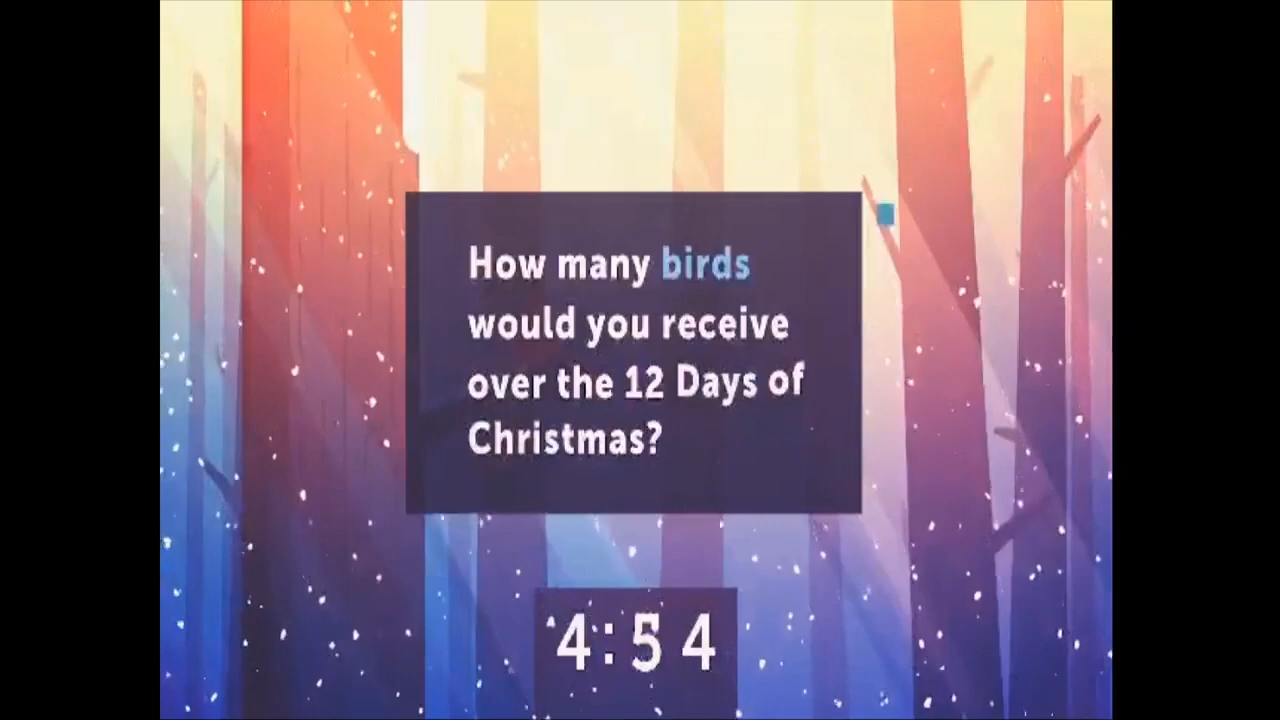 How many birds
would you receive
over the 12 Days of
Christmas?
4:54